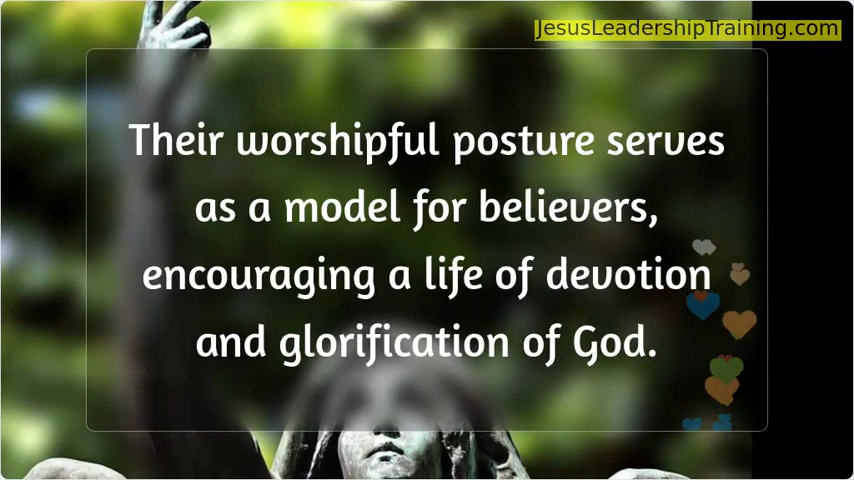 JesusLeadershipTraining.com
Their worshipful posture serves
as a model for believers,
encouraging a life of devotion
and glorification of God.